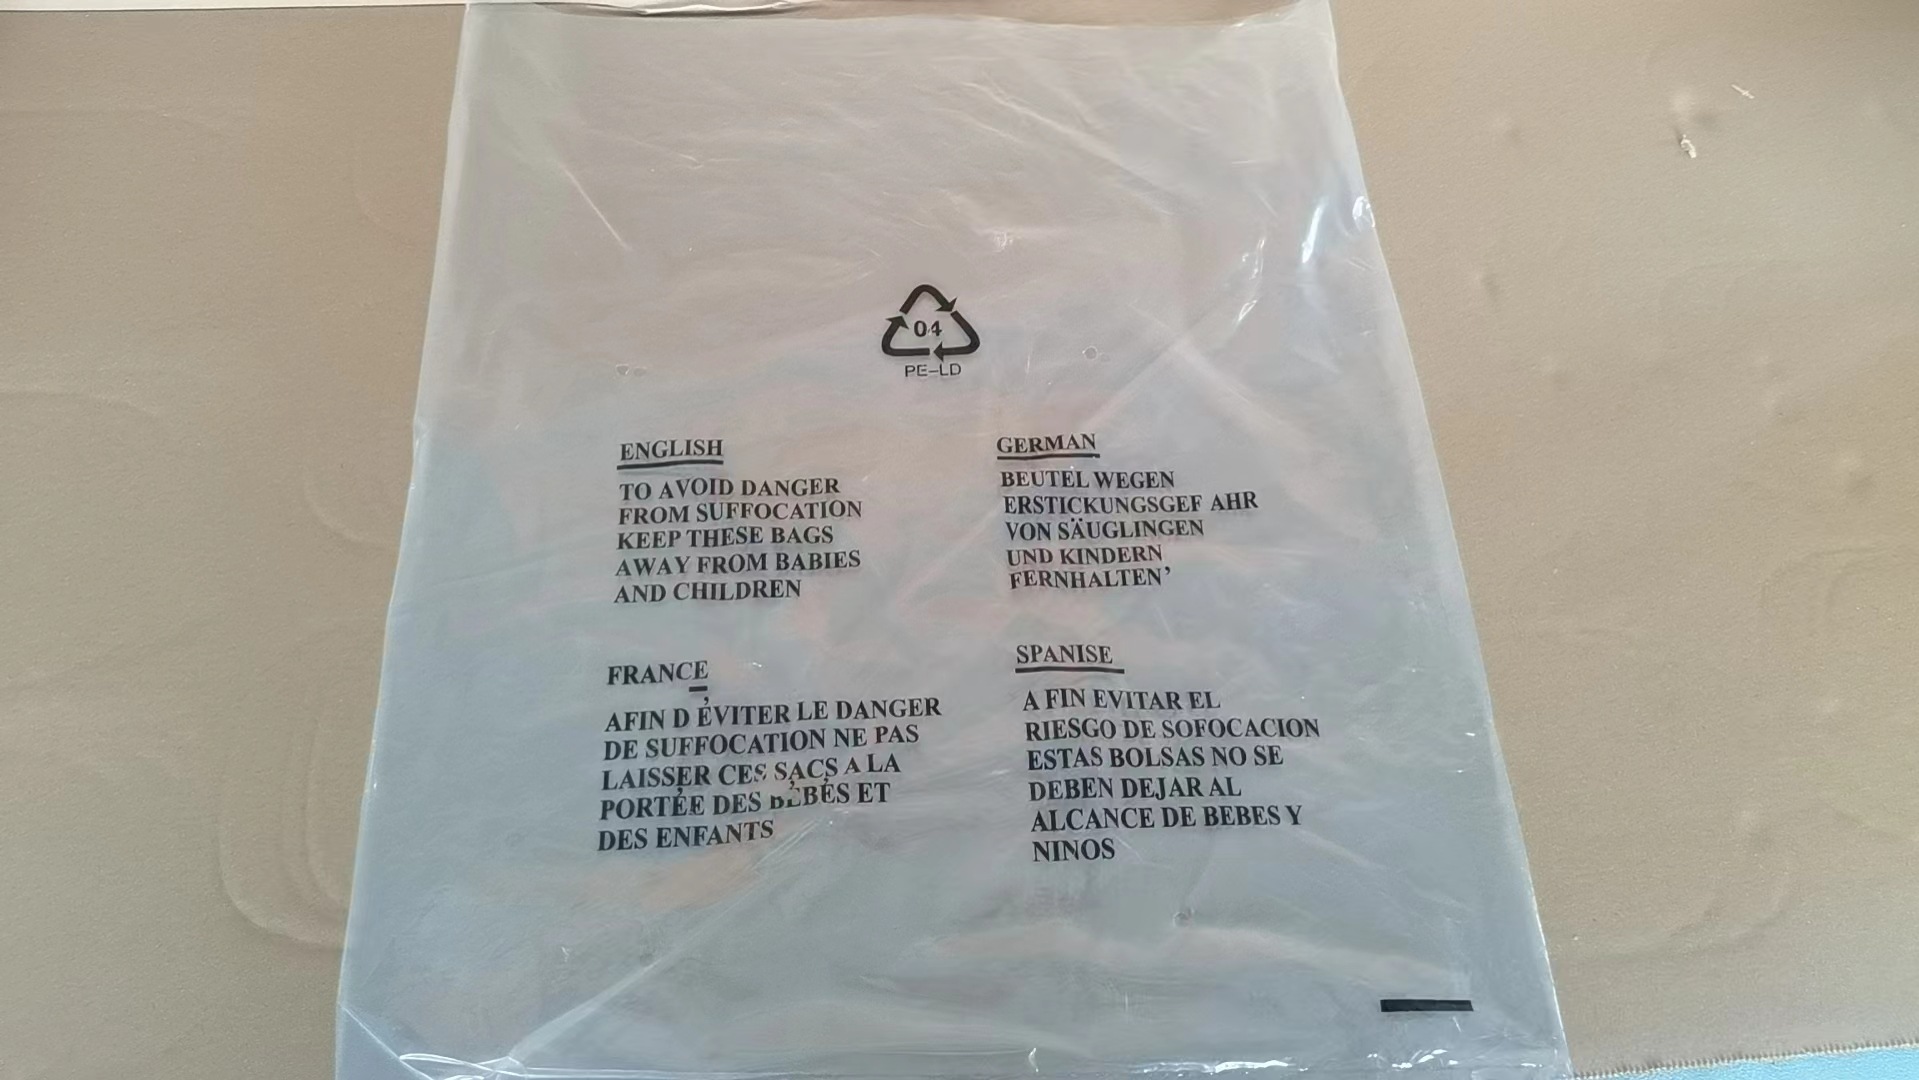 04
PE-LD
ENGLISH
TO AVOID DANGER
FROM SUFFOCATION
KEEP THESE BAGS
AWAY FROM BABIES
AND CHILDREN
GERMAN
BEUTEL WEGEN
ERSTICKUNGSGEF AHR
VON SÄUGLINGEN
UND KINDERN
FERNHALTEN’
FRANCE
AFIN D ÉVITER LE DANGER
DE SUFFOCATION NE PAS
LAISSER CES SACS A LA
PORTÉE DES BÉBÉS ET
DES ENFANTS
SPANISE
A FIN EVITAR EL
RIESGO DE SOFOCACION
ESTAS BOLSAS NO SE
DEBEN DEJAR AL
ALCANCE DE BEBES Y
NINOS